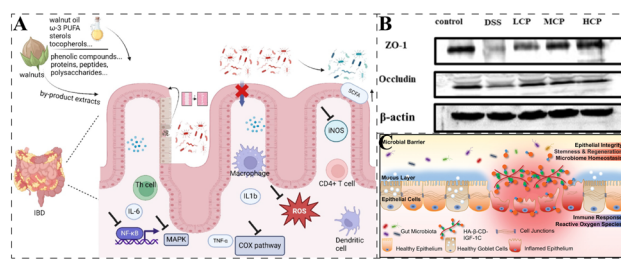 A
walnut oil
ω-3 PUFA
sterols
tocopherols...
phenolic compounds...
proteins, peptides,
polysaccharides...
walnuts
by-product extracts
IBD
SCFA
iNOS
Th cell
Macrophage
CD4+ T cell
IL-6
IL1b
ROS
NF-κB
MAPK
TNF-α
COX pathway
Dendritic
cell
B
control DSS LCP MCP HCP
ZO-1
Occludin
β-actin
C
Microbial Barrier
Epithelial Integrity
Stemness & Regeneration
Microbiome Homeostasis
Mucus Layer
Epithelial Cells
Immune Response
Reactive Oxygen Species
Gut Microbiota
HA-β-CD-
IGF-1C
Cell Junctions
Healthy Epithelium
Healthy Goblet Cells
Inflamed Epithelium